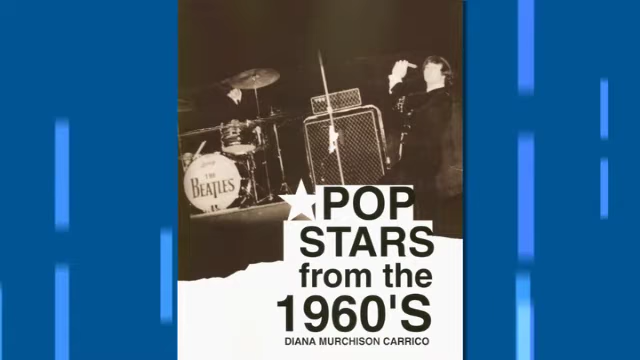 THE
BEATLES
POP
STARS
from the
1960'S
DIANA MURCHISON CARRICO